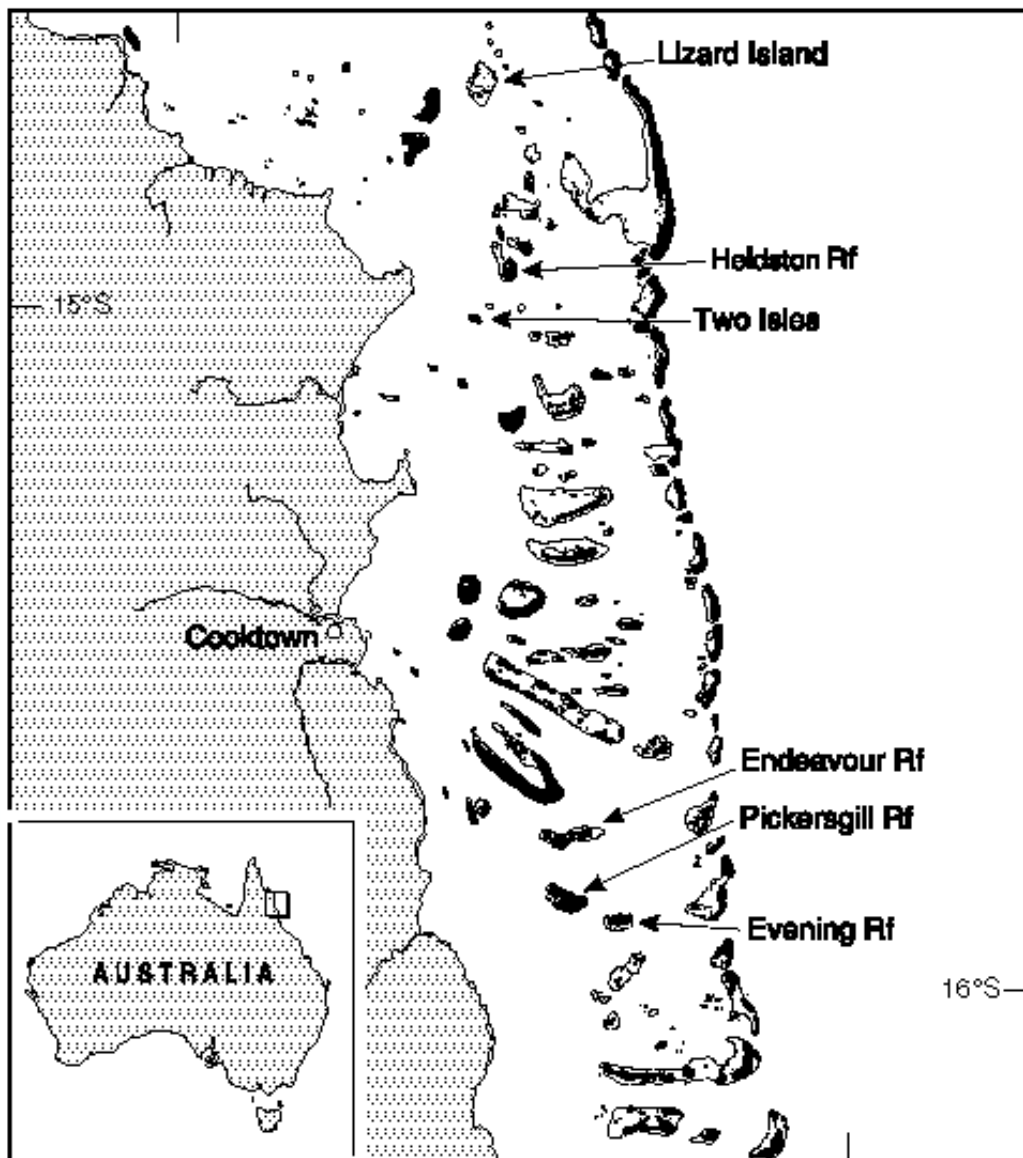 Lizard Island
Heldston Rf
15°S
Two Isles
Cooktown
Endeavour Rf
Pickersgill Rf
Evening Rf
AUSTRALIA
16°S